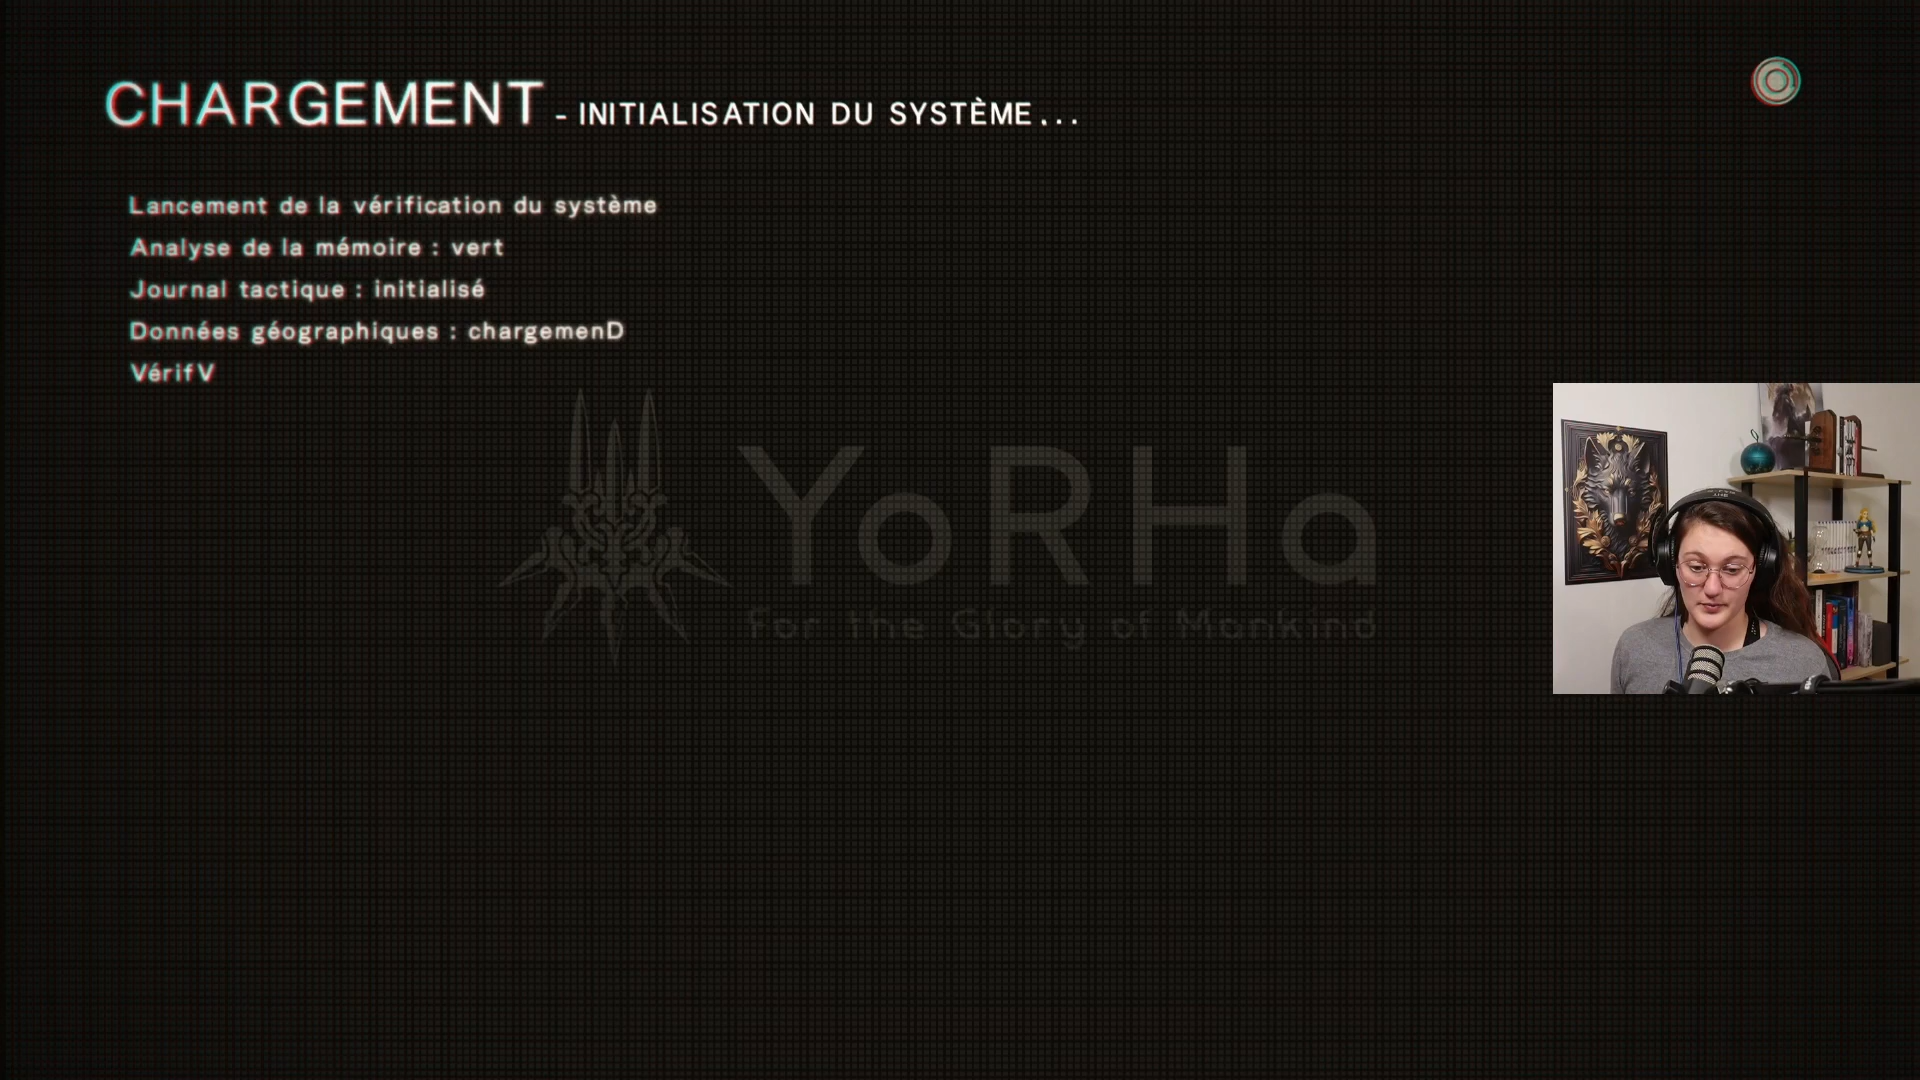 CHARGEMENT - INITIALISATION DU SYSTÈME...
Lancement de la vérification du système
Analyse de la mémoire : vert
Journal tactique : initialisé
Données géographiques : chargemenD
VérifV
YoRHa
For the Glory of Mankind